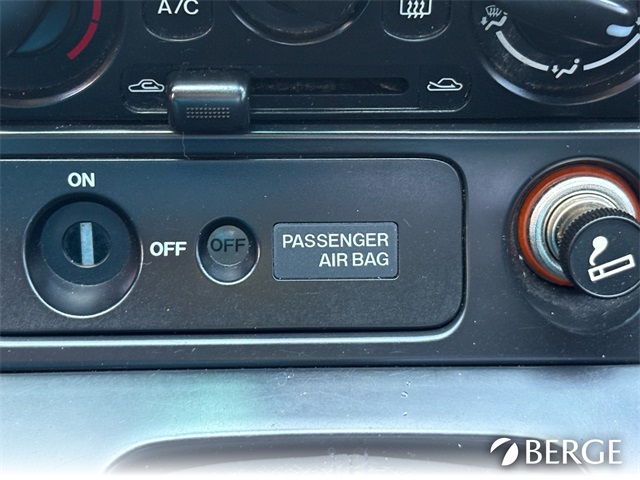 A/C
ON
OFF
OFF
PASSENGER
AIR BAG
BERGE